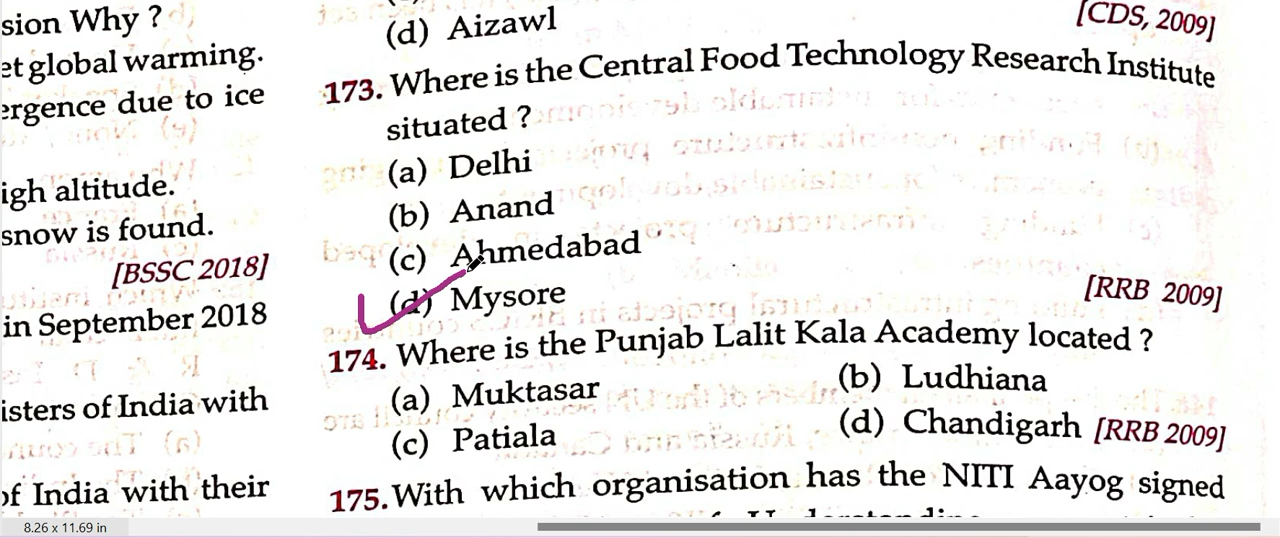 sion Why ?
et global warming.
ergence due to ice
igh altitude.
snow is found.
[BSSC 2018]
in September 2018
isters of India with
of India with their
(d) Aizawl
[CDS, 2009]
173. Where is the Central Food Technology Research Institute
situated ?
(a) Delhi
(b) Anand
(c) Ahmedabad
(d) Mysore
[RRB 2009]
174. Where is the Punjab Lalit Kala Academy located ?
(a) Muktasar
(b) Ludhiana
(c) Patiala
(d) Chandigarh [RRB 2009]
175. With which organisation has the NITI Aayog signed
8.26 x 11.69 in